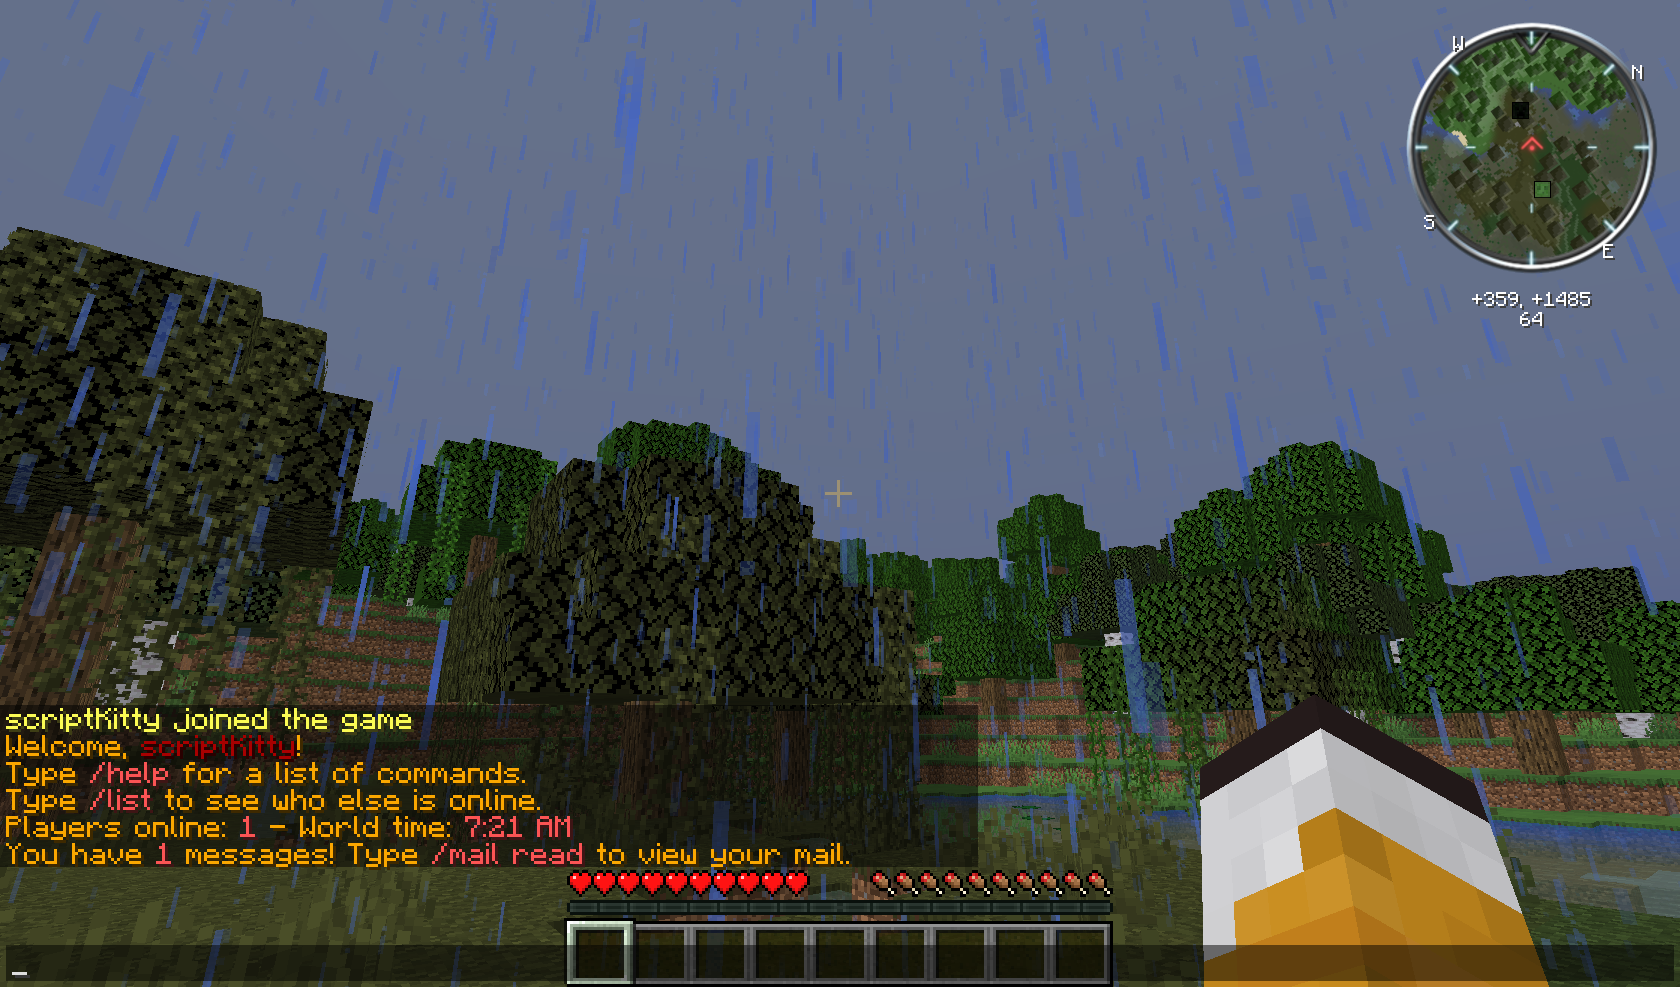 W
N
S
E
+359, +1485
64
scriptKitty joined the game
Welcome, scriptKitty!
Type /help for a list of commands.
Type /list to see who else is online.
Players online: 1 - World time: 7:21 AM
You have 1 messages! Type /mail read to view your mail.
_